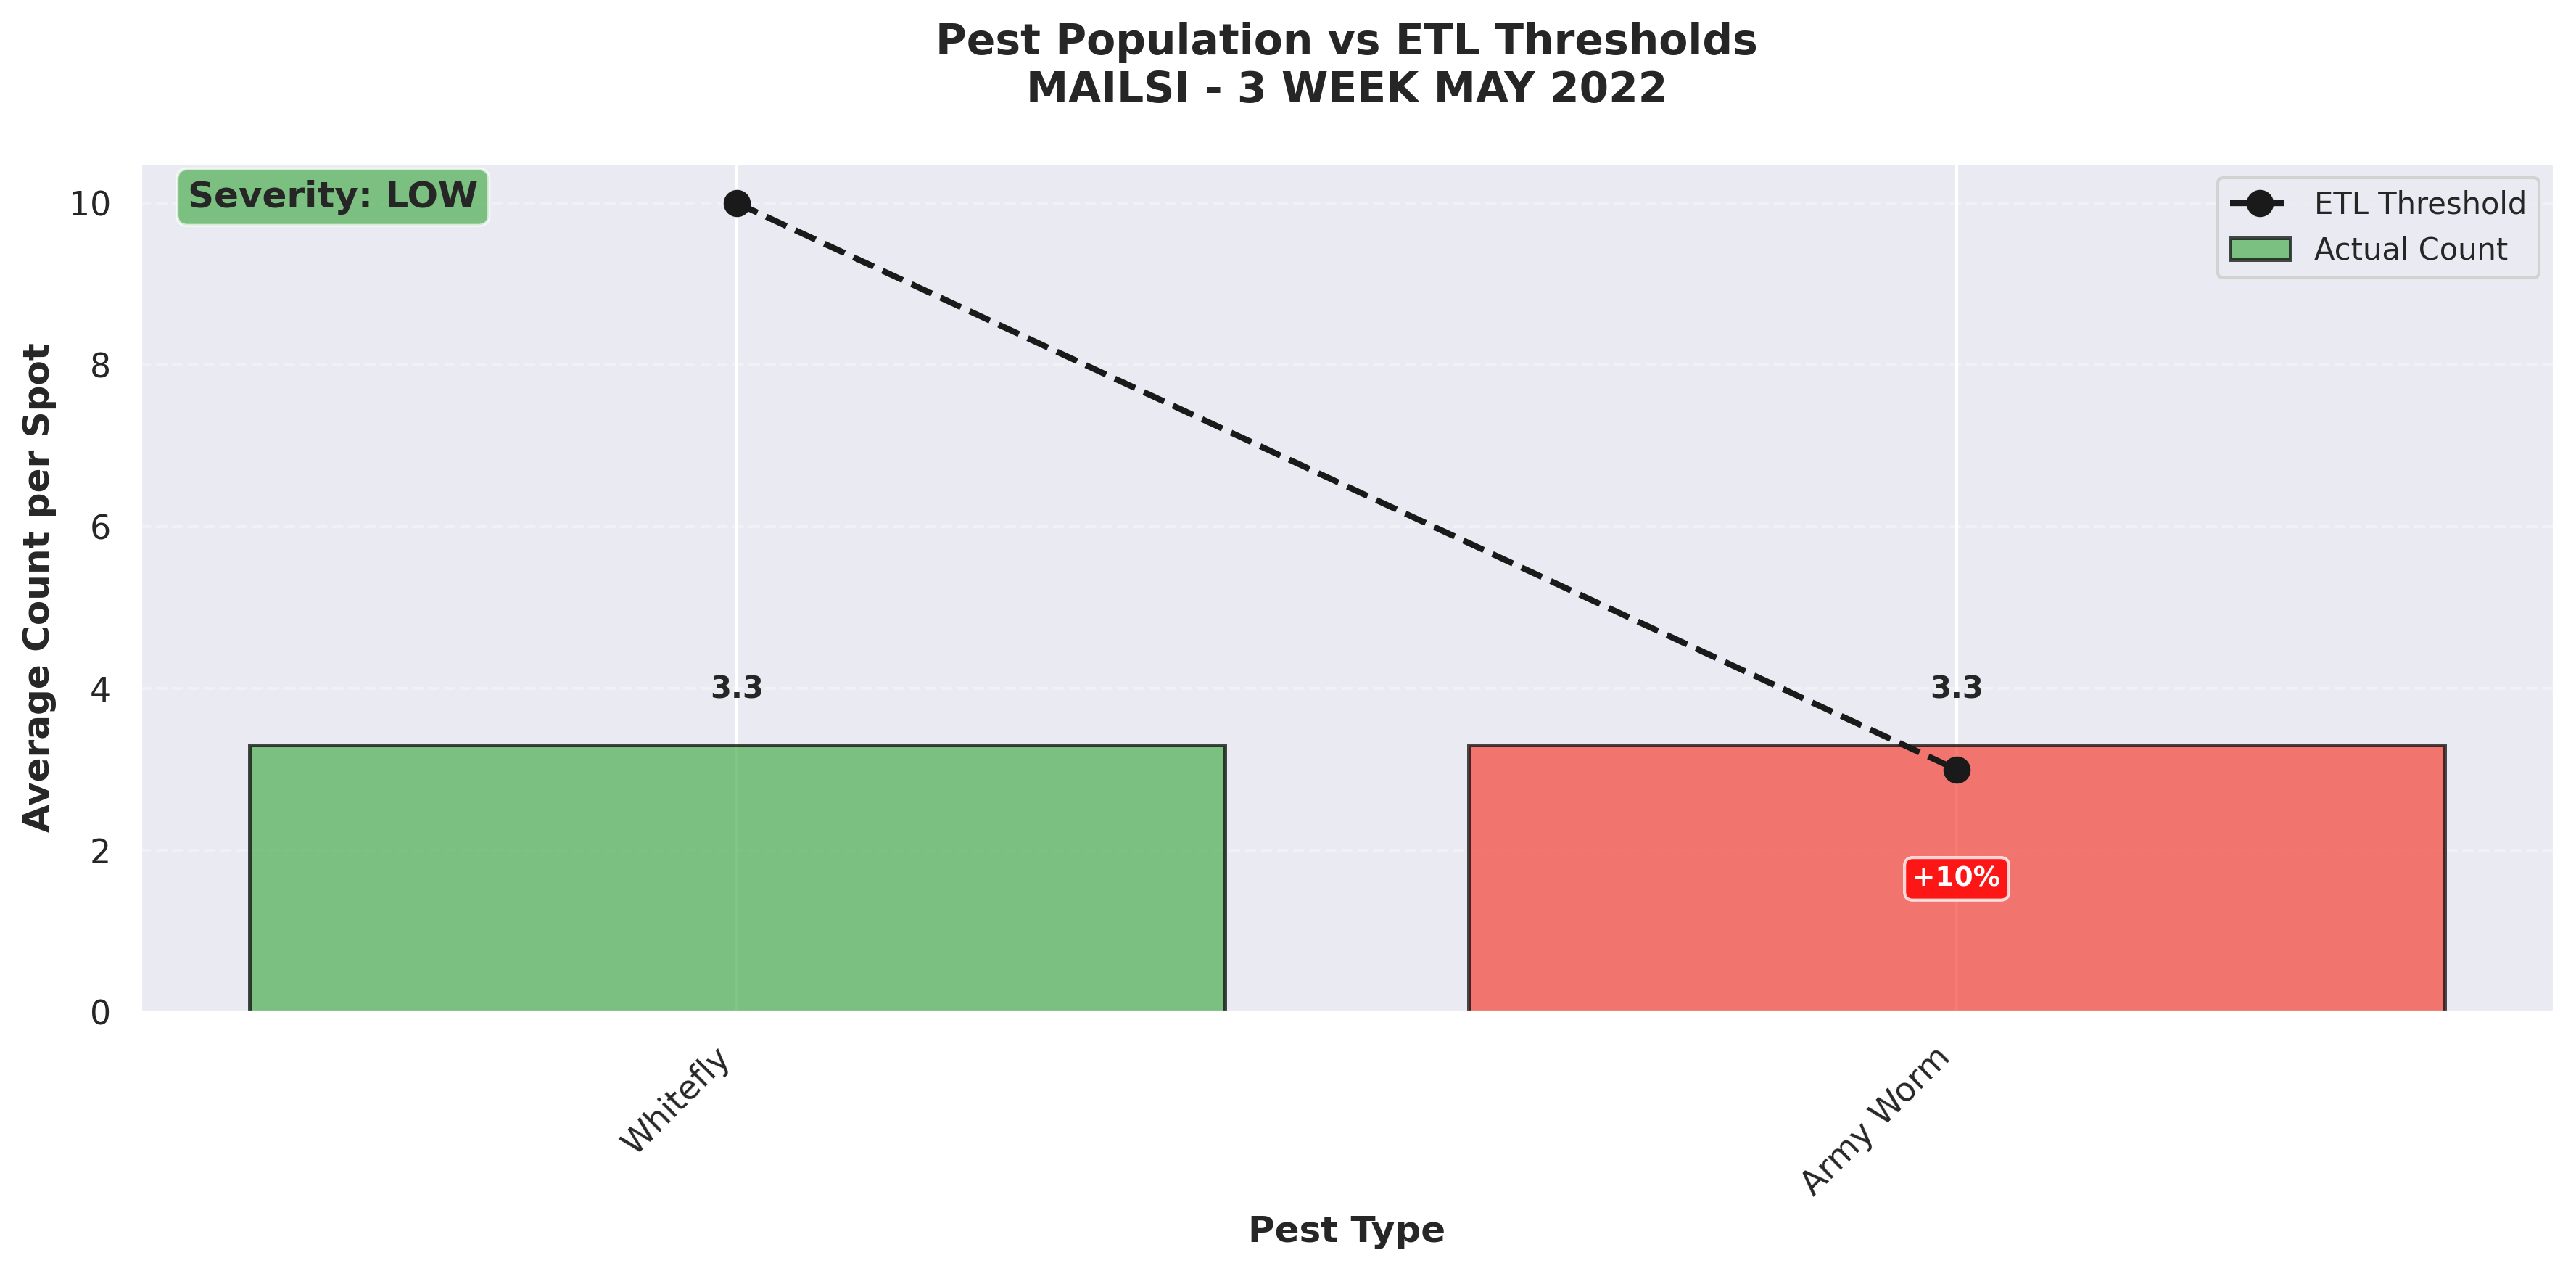 Pest Population vs ETL Thresholds
MAILSI - 3 WEEK MAY 2022
Severity: LOW
ETL Threshold
Actual Count
Average Count per Spot
10
8
6
4
2
0
3.3
3.3
+10%
Whitefly
Army Worm
Pest Type